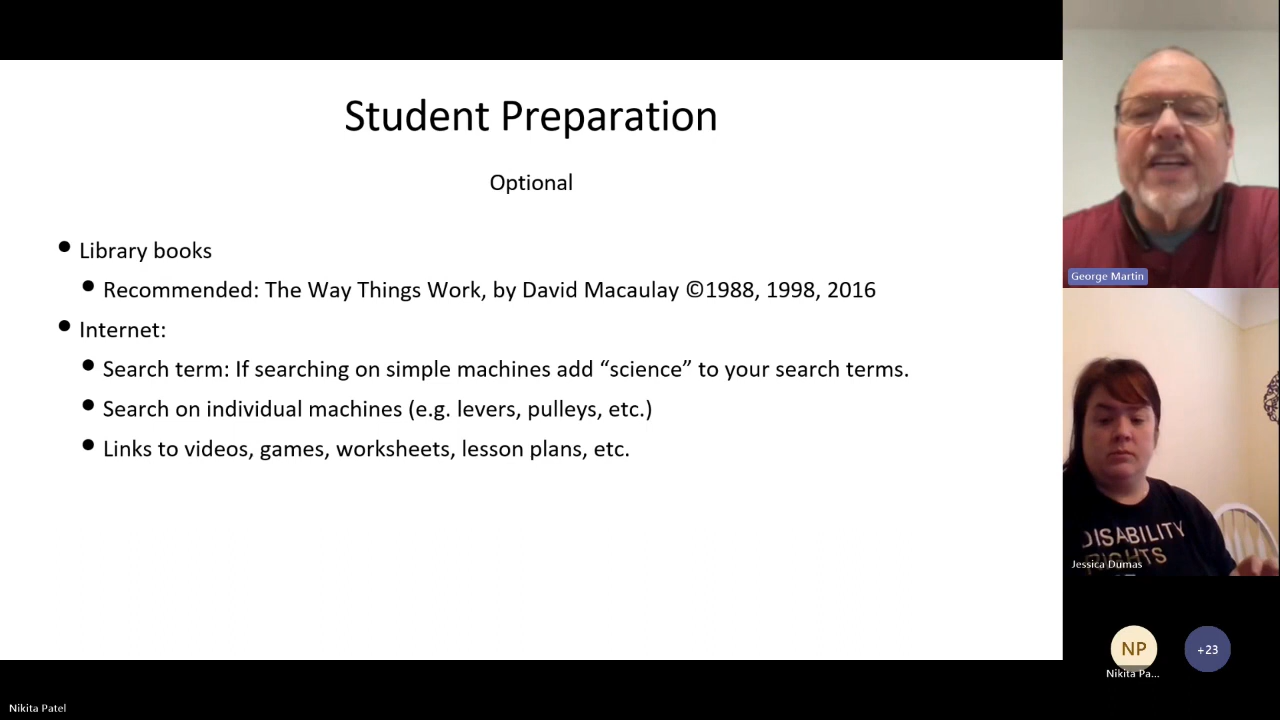 Student Preparation
Optional
• Library books
• Recommended: The Way Things Work, by David Macaulay ©1988, 1998, 2016
• Internet:
• Search term: If searching on simple machines add “science” to your search terms.
• Search on individual machines (e.g. levers, pulleys, etc.)
• Links to videos, games, worksheets, lesson plans, etc.
George Martin
DISABILITY
RIGHTS
Jessica Dumas
NP
+23
Nikita Pa...
Nikita Patel